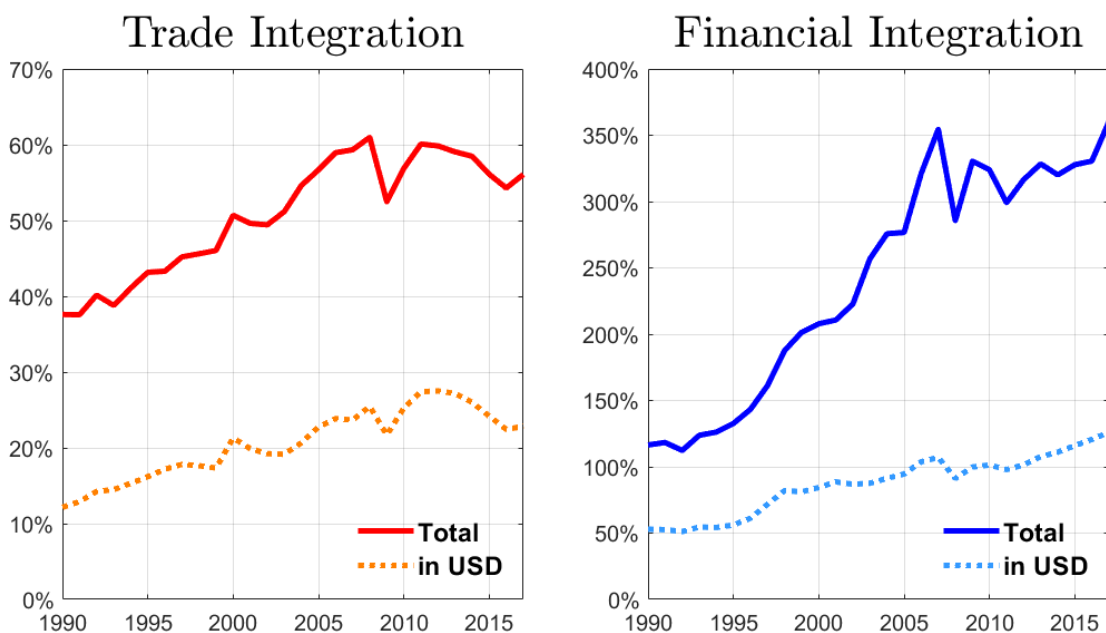 Trade Integration
70%
60%
50%
40%
30%
20%
10%
0%
1990 1995 2000 2005 2010 2015
Total
in USD
Financial Integration
400%
350%
300%
250%
200%
150%
100%
50%
0%
1990 1995 2000 2005 2010 2015
Total
in USD